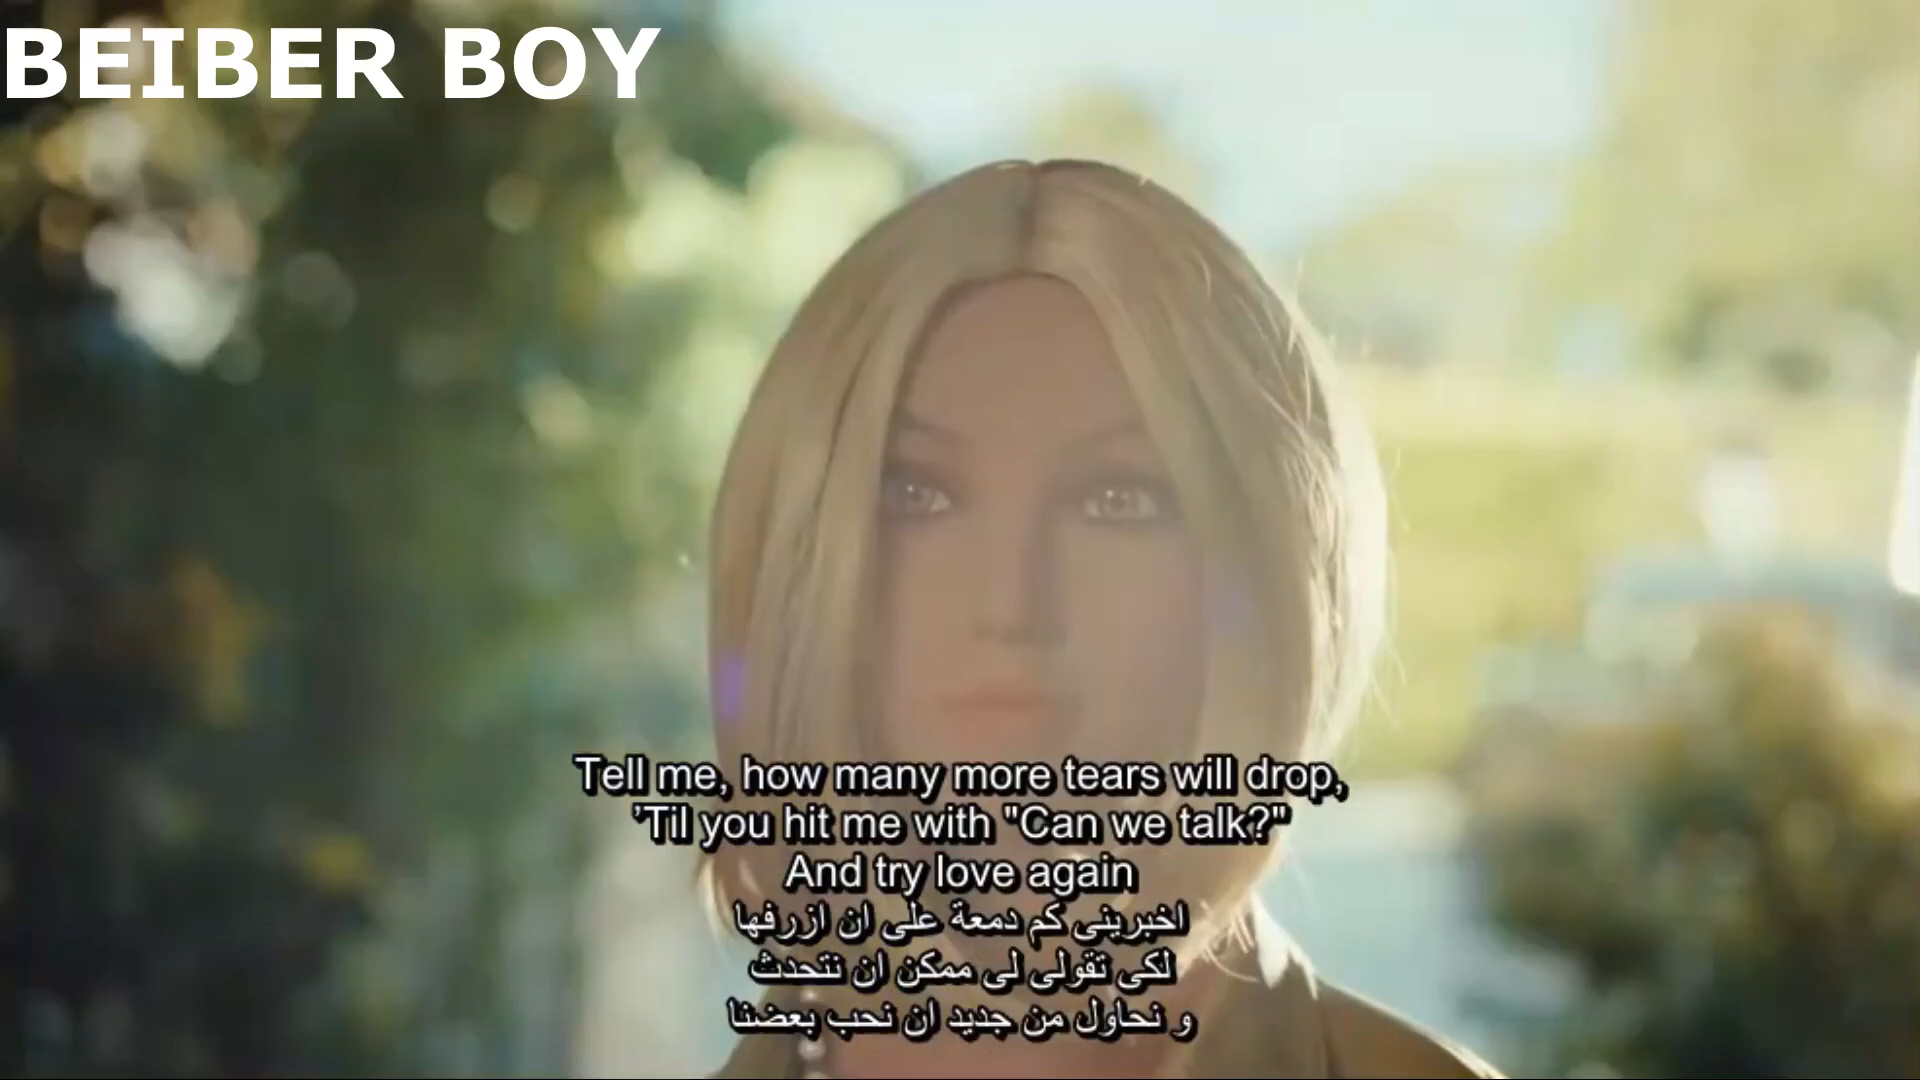 BEIBER BOY
Tell me, how many more tears will drop,
'Til you hit me with "Can we talk?"
And try love again
اخبرينى كم دمعة على ان ازرفها
لكى تقولى لى ممكن ان نتحدث
و نحاول من جديد ان نحب بعضنا